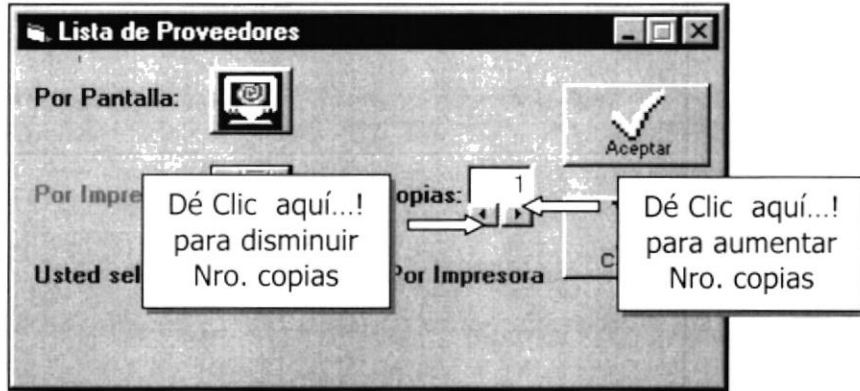 Lista de Proveedores
Por Pantalla:
Aceptar
Por Impre
opias: 1
Dé Clic aquí...!
para disminuir
Nro. copias
Dé Clic aquí...!
para aumentar
Nro. copias
C
Usted sel Por Impresora